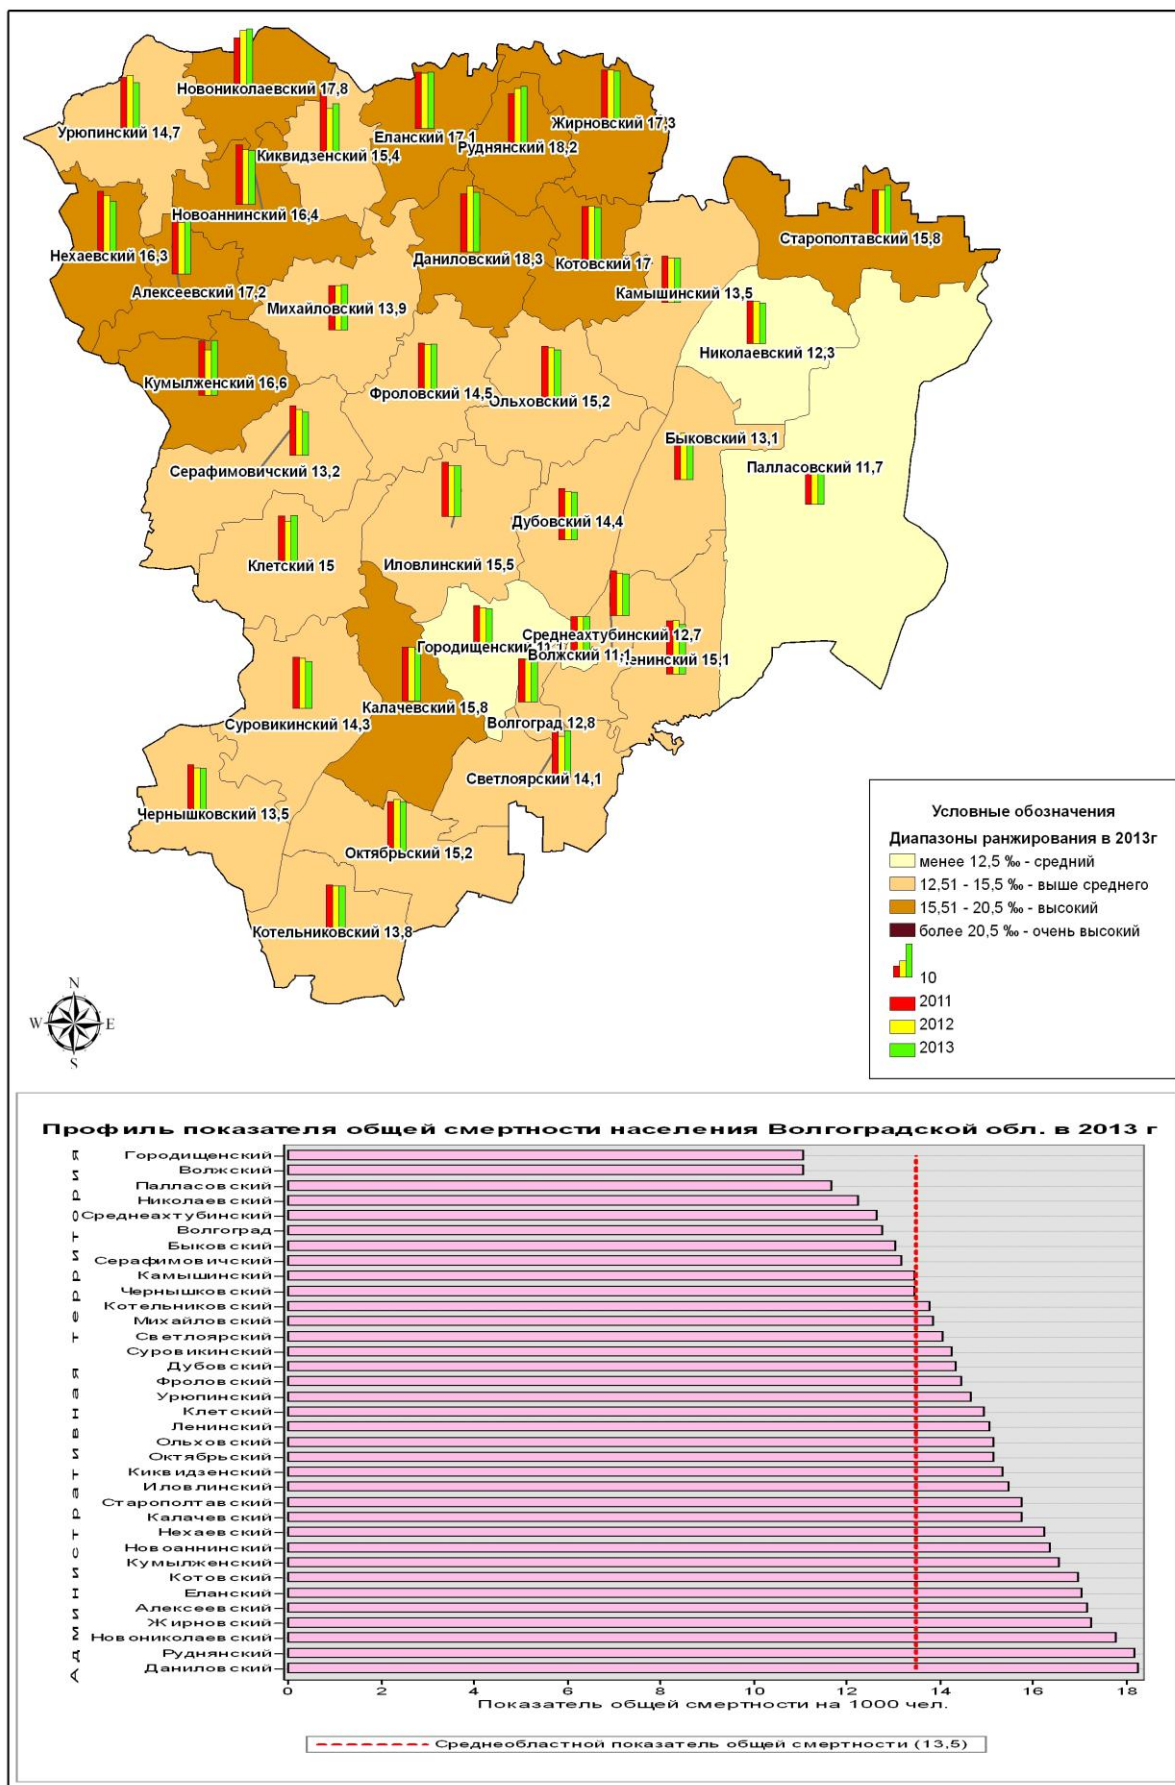 Новониколаевский 17,8
Урюпинский 14,7
Киквидзенский 15,4
Еланский 17,1
Руднянский 18,2
Жирновский 17,3
Новоаннинский 16,4
Нехаевский 16,3
Алексеевский 17,2
Даниловский 18,3
Котовский 17
Старополтавский 15,8
Камышинский 13,5
Михайловский 13,9
Николаевский 12,3
Кумылженский 16,6
Фроловский 14,5
Ольховский 15,2
Быковский 13,1
Палласовский 11,7
Серафимовичский 13,2
Дубовский 14,4
Клетский 15
Иловлинский 15,5
Среднеахтубинский 12,7
Городищенский
Волжский 11,1
Ленинский 15,1
Калачевский 15,8
Суровикинский 14,3
Волгоград 12,8
Светлоярский 14,1
Чернышковский 13,5
Октябрьский 15,2
Котельниковский 13,8
N
W E
S
Условные обозначения
Диапазоны ранжирования в 2013г
менее 12,5 ‰ - средний
12,51 - 15,5 ‰ - выше среднего
15,51 - 20,5 ‰ - высокий
более 20,5 ‰ - очень высокий
10
2011
2012
2013
Профиль показателя общей смертности населения Волгоградской обл. в 2013 г
Административная территория
Городищенский
Волжский
Палласовский
Николаевский
Среднеахтубинский
Волгоград
Быковский
Серафимовичский
Камышинский
Чернышковский
Котельниковский
Михайловский
Светлоярский
Суровикинский
Дубовский
Фроловский
Урюпинский
Клетский
Ленинский
Ольховский
Октябрьский
Киквидзенский
Иловлинский
Старополтавский
Калачевский
Нехаевский
Новоаннинский
Кумылженский
Котовский
Еланский
Алексеевский
Жирновский
Новониколаевский
Руднянский
Даниловский
0 2 4 6 8 10 12 14 16 18
Показатель общей смертности на 1000 чел.
Среднеобластной показатель общей смертности (13,5)